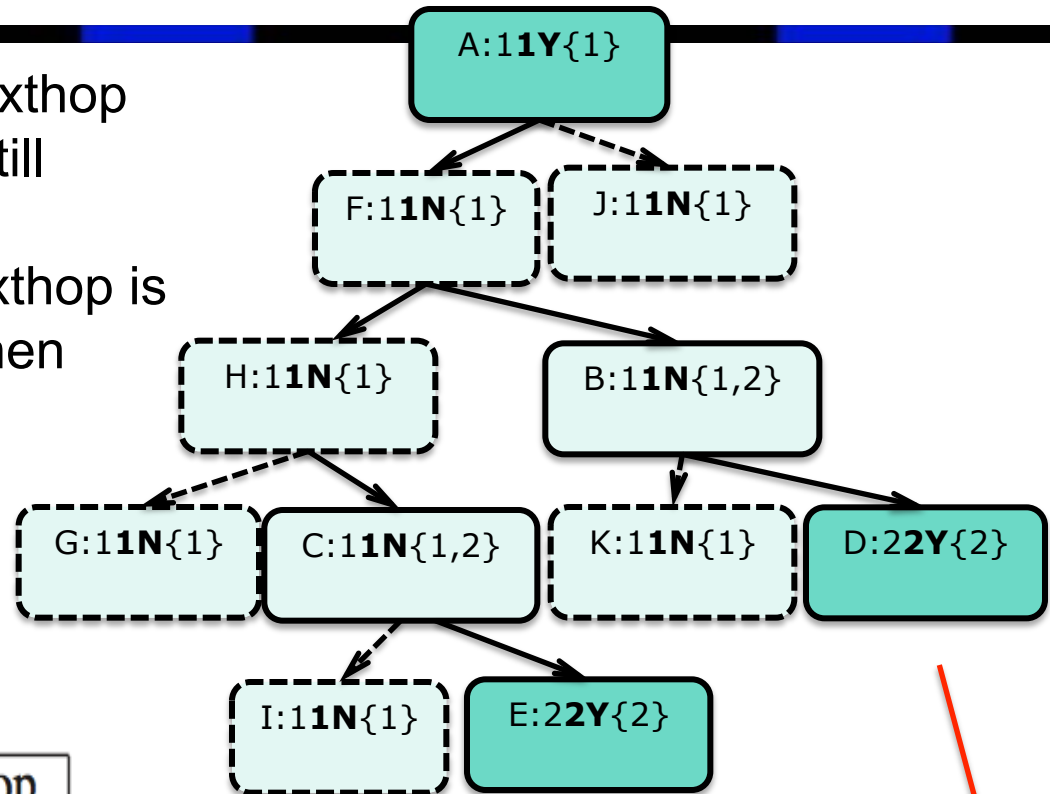 A:11Y{1}
xthop
till
F:11N{1}
J:11N{1}
xthop is
nen
H:11N{1}
B:11N{1,2}
G:11N{1}
C:11N{1,2}
K:11N{1}
D:22Y{2}
I:11N{1}
E:22Y{2}
op